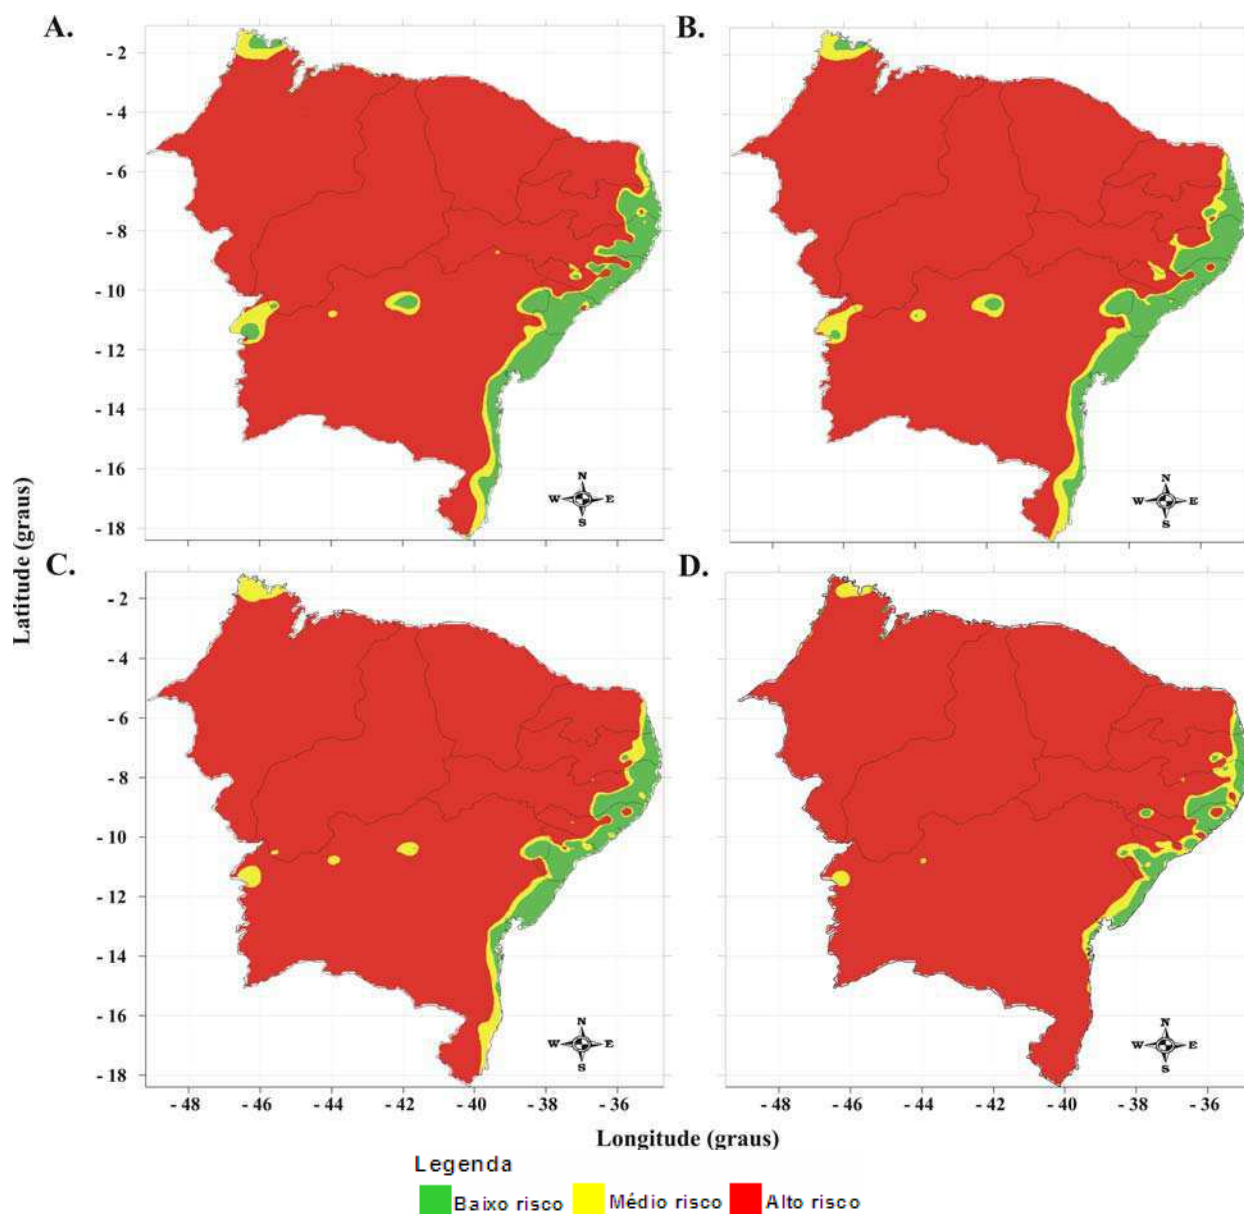 A.
B.
- 2
- 4
- 6
- 8
- 10
- 12
- 14
- 16
- 18
N
W E
S
N
W E
S
C.
D.
Latitude (graus)
- 2
- 4
- 6
- 8
- 10
- 12
- 14
- 16
- 18
N
W E
S
N
W E
S
- 48 - 46 - 44 - 42 - 40 - 38 - 36 - 48 - 46 - 44 - 42 - 40 - 38 - 36
Longitude (graus)
Legenda
Baixo risco Médio risco Alto risco